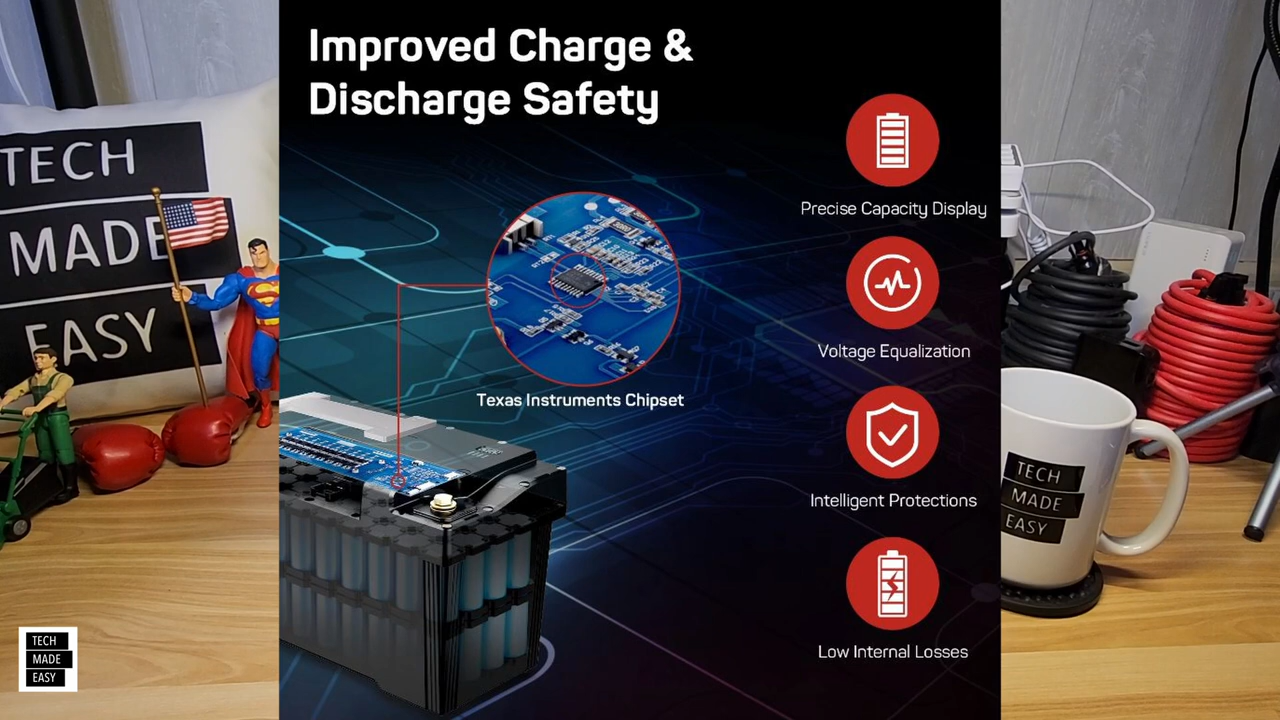 TECH
MADE
EASY
Improved Charge &
Discharge Safety
Texas Instruments Chipset
Precise Capacity Display
Voltage Equalization
Intelligent Protections
Low Internal Losses
TECH
MADE
EASY
TECH
MADE
EASY